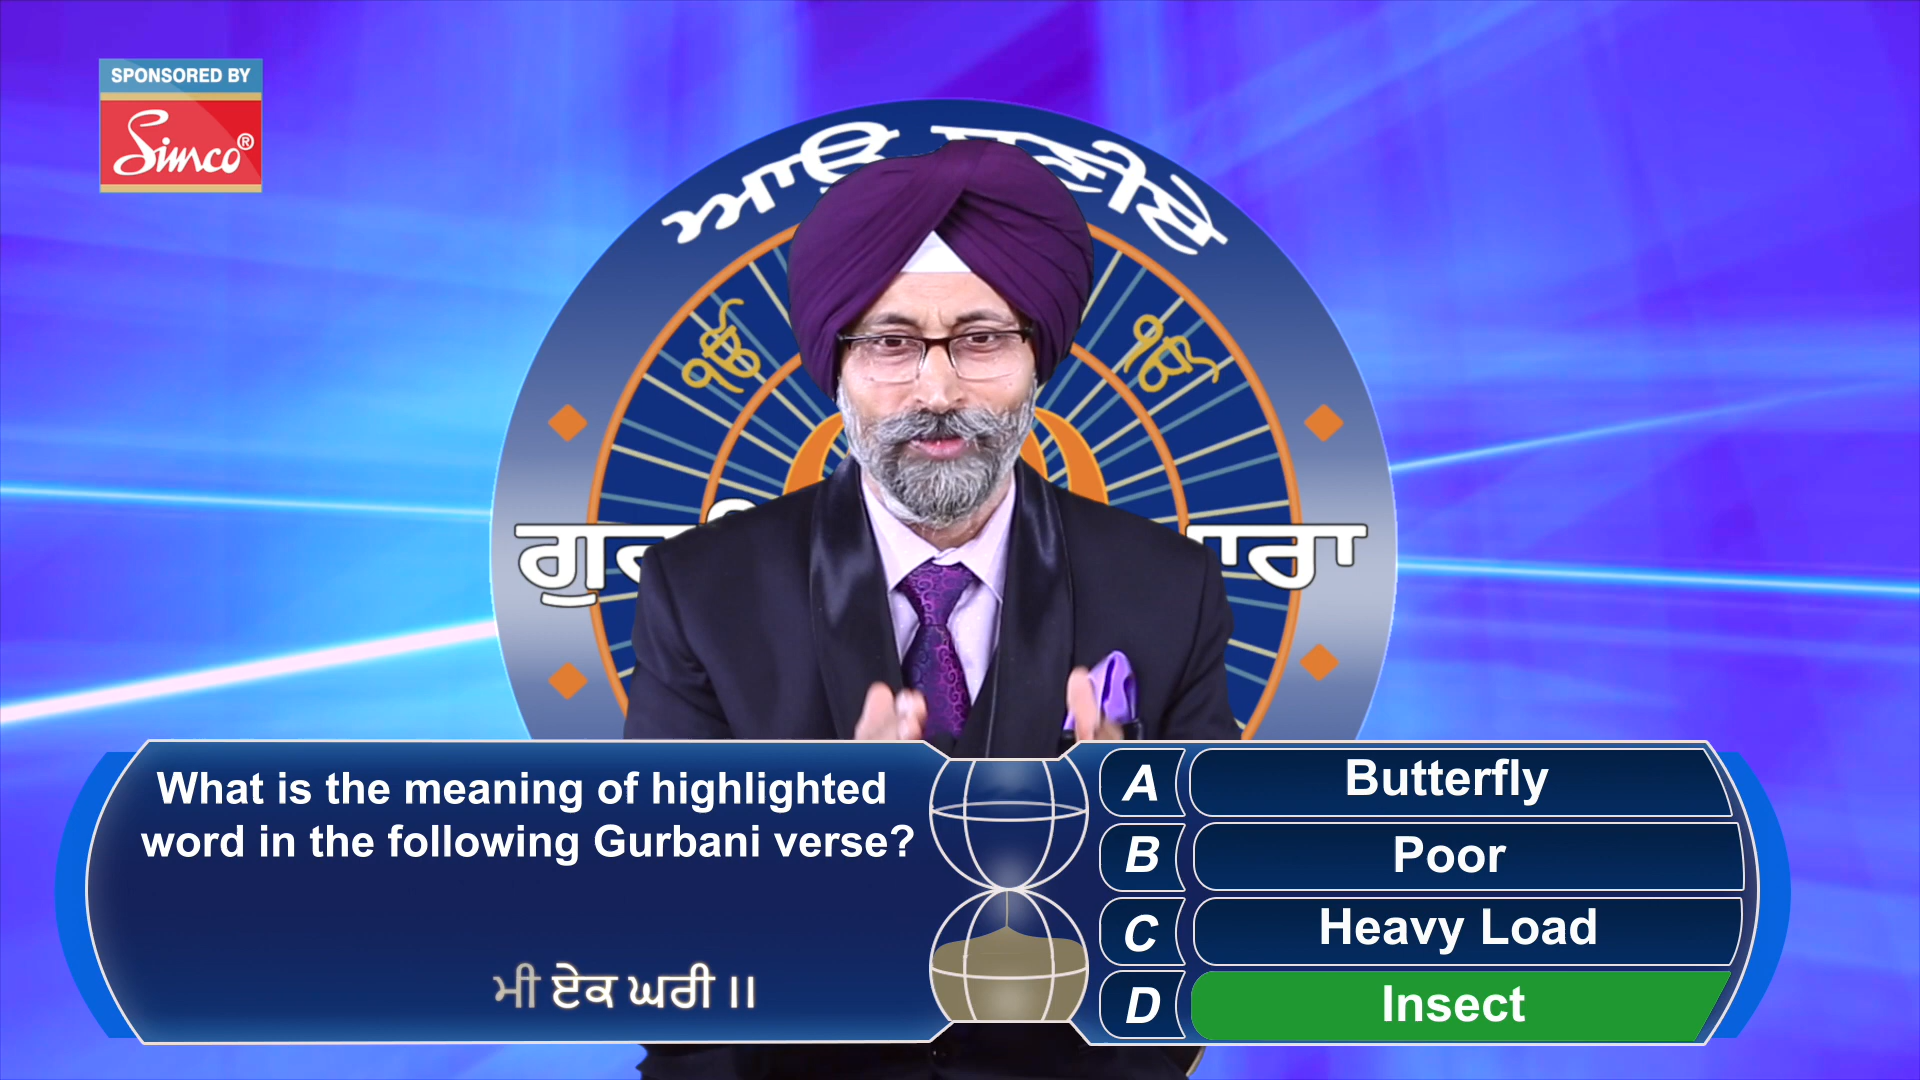 SPONSORED BY
Simco®
ਆਉ
What is the meaning of highlighted
word in the following Gurbani verse?
ਮੀ ਏਕ ਘਰੀ ।।
A Butterfly
B Poor
C Heavy Load
D Insect